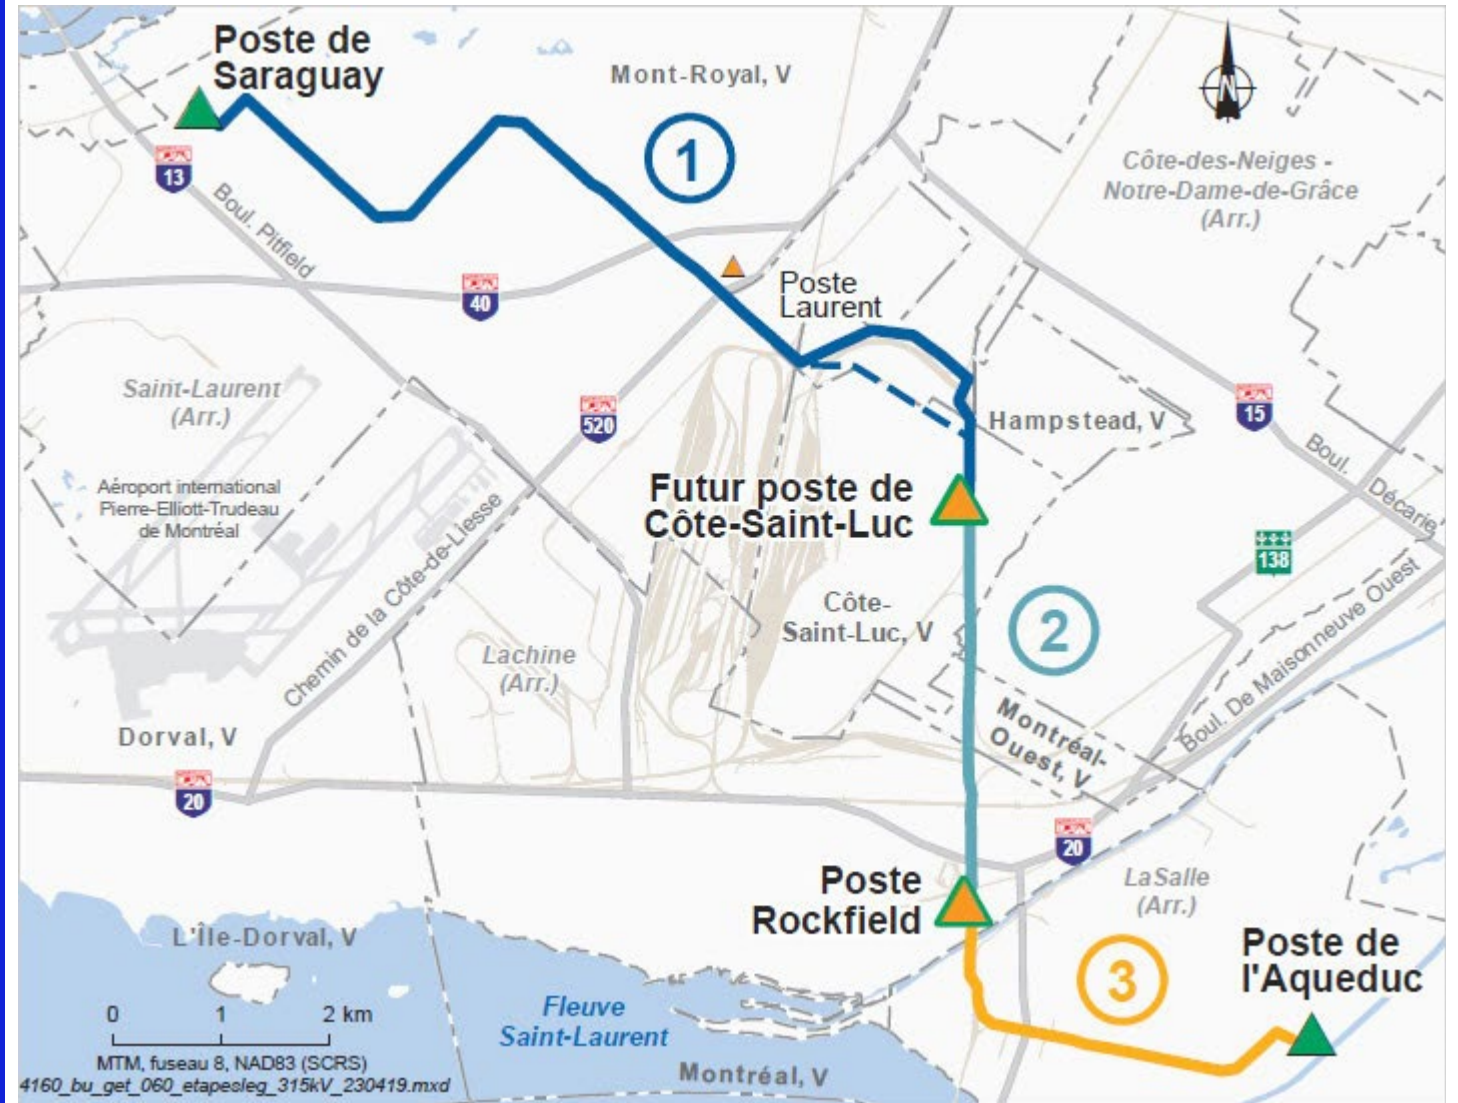 Poste de
Saraguay
Mont-Royal, V
1
N
Côte-des-Neiges -
Notre-Dame-de-Grâce
(Arr.)
13
Boul. Pitfield
40
Poste
Laurent
Saint-Laurent
(Arr.)
520
Hampstead, V
15
Boul. Décarie
Aéroport international
Pierre-Elliott-Trudeau
de Montréal
Futur poste de
Côte-Saint-Luc
138
Chemin de la Côte-de-Liesse
Côte-
Saint-Luc, V
2
Lachine
(Arr.)
Boul. De Maisonneuve Ouest
Montréal-
Ouest, V
Dorval, V
20
20
Poste
Rockfield
LaSalle
(Arr.)
L'Île-Dorval, V
3
Poste de
l'Aqueduc
Fleuve
Saint-Laurent
0 1 2 km
MTM, fuseau 8, NAD83 (SCRS)
4160_bu_get_060_etapesleg_315kV_230419.mxd
Montréal, V